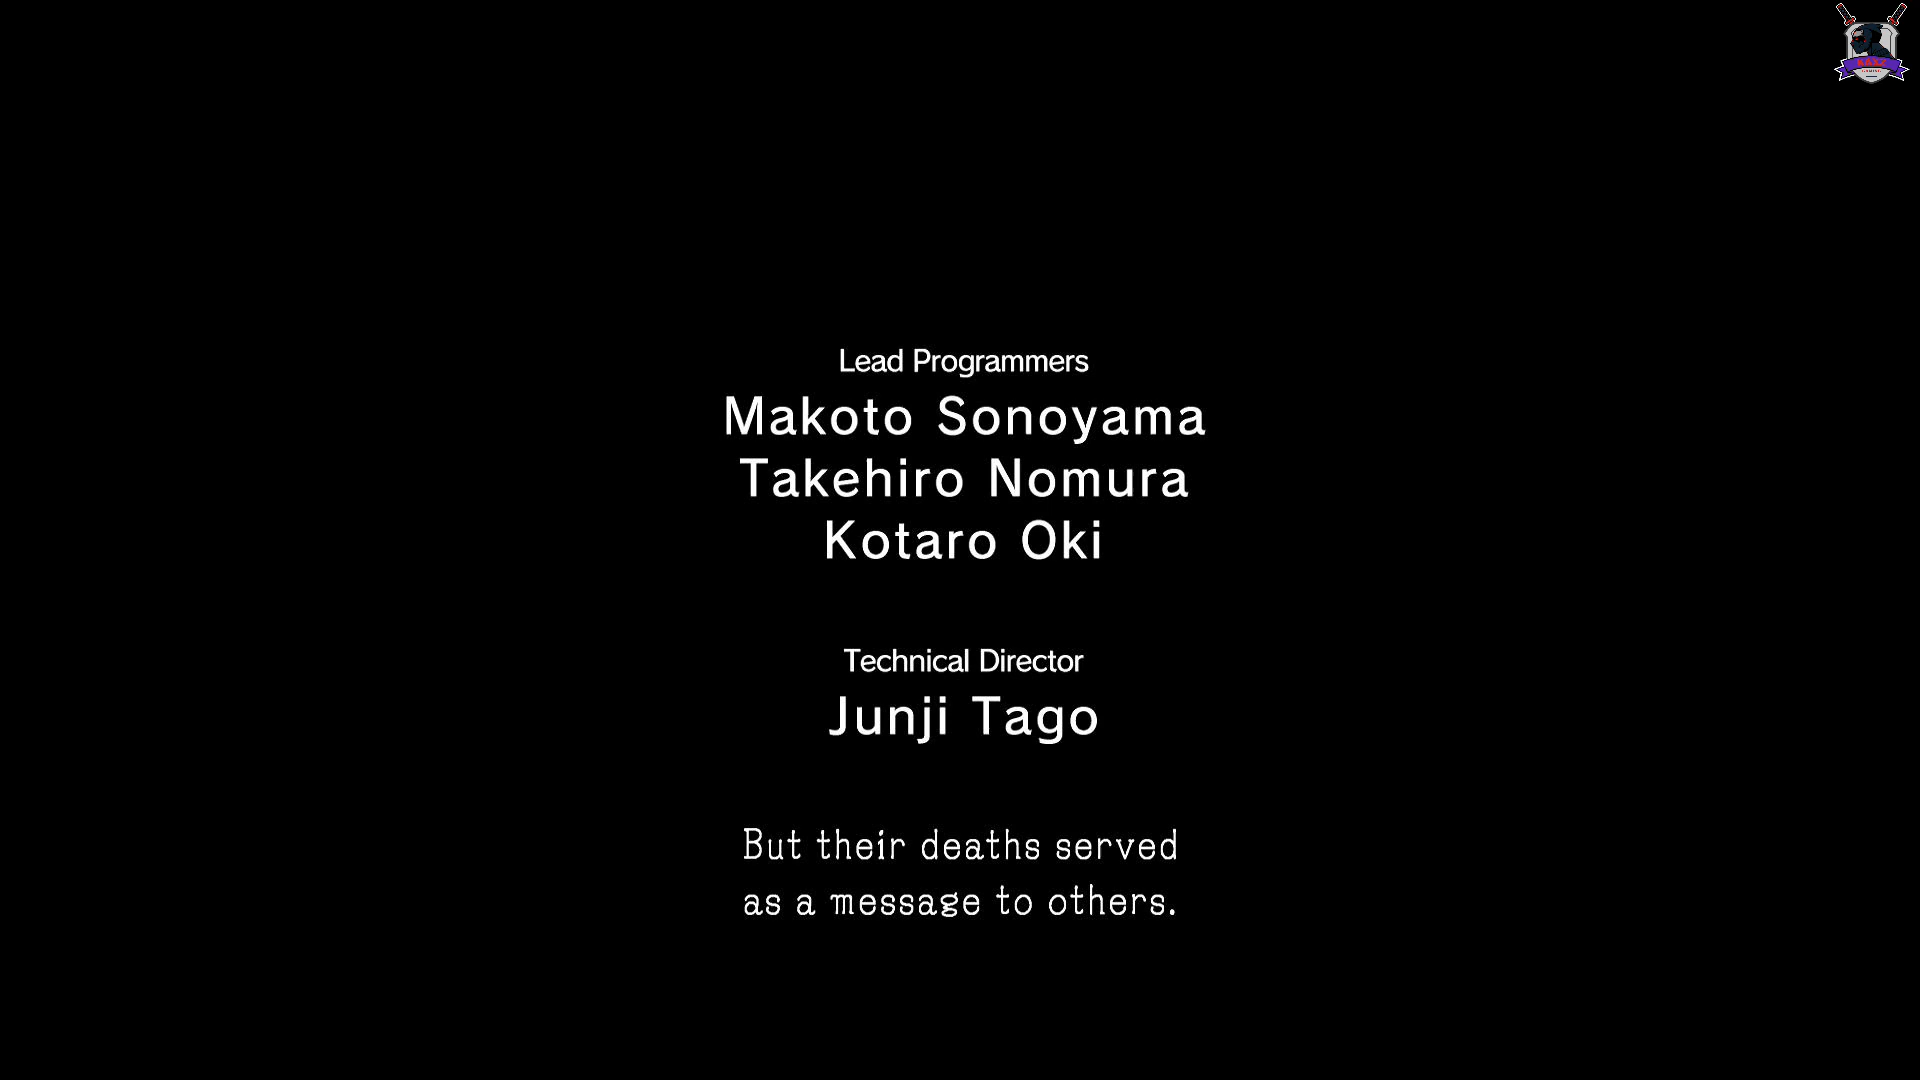 Lead Programmers
Makoto Sonoyama
Takehiro Nomura
Kotaro Oki
Technical Director
Junji Tago
But their deaths served
as a message to others.